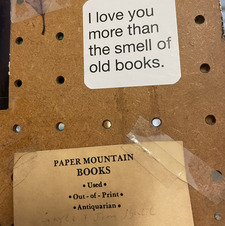 I love you
more than
the smell of
old books.
PAPER MOUNTAIN
BOOKS
• Used •
• Out - of - Print •
• Antiquarian •